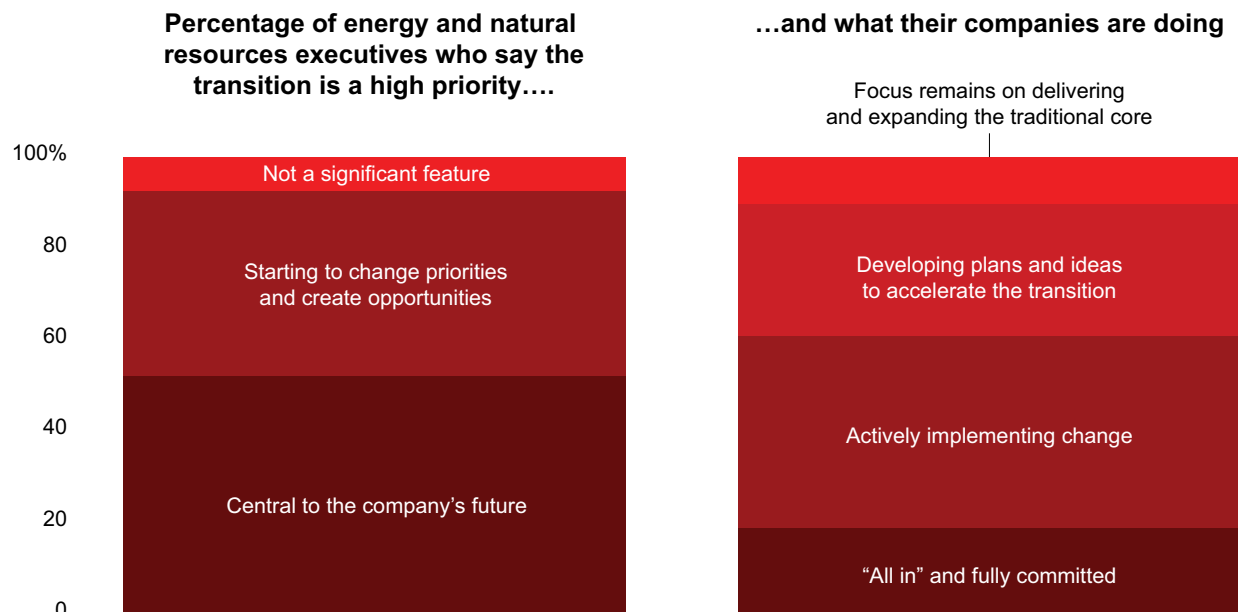 Percentage of energy and natural
resources executives who say the
transition is a high priority….
100%
80
60
40
20
0
Not a significant feature
Starting to change priorities
and create opportunities
Central to the company’s future
…and what their companies are doing
Focus remains on delivering
and expanding the traditional core
Developing plans and ideas
to accelerate the transition
Actively implementing change
“All in” and fully committed